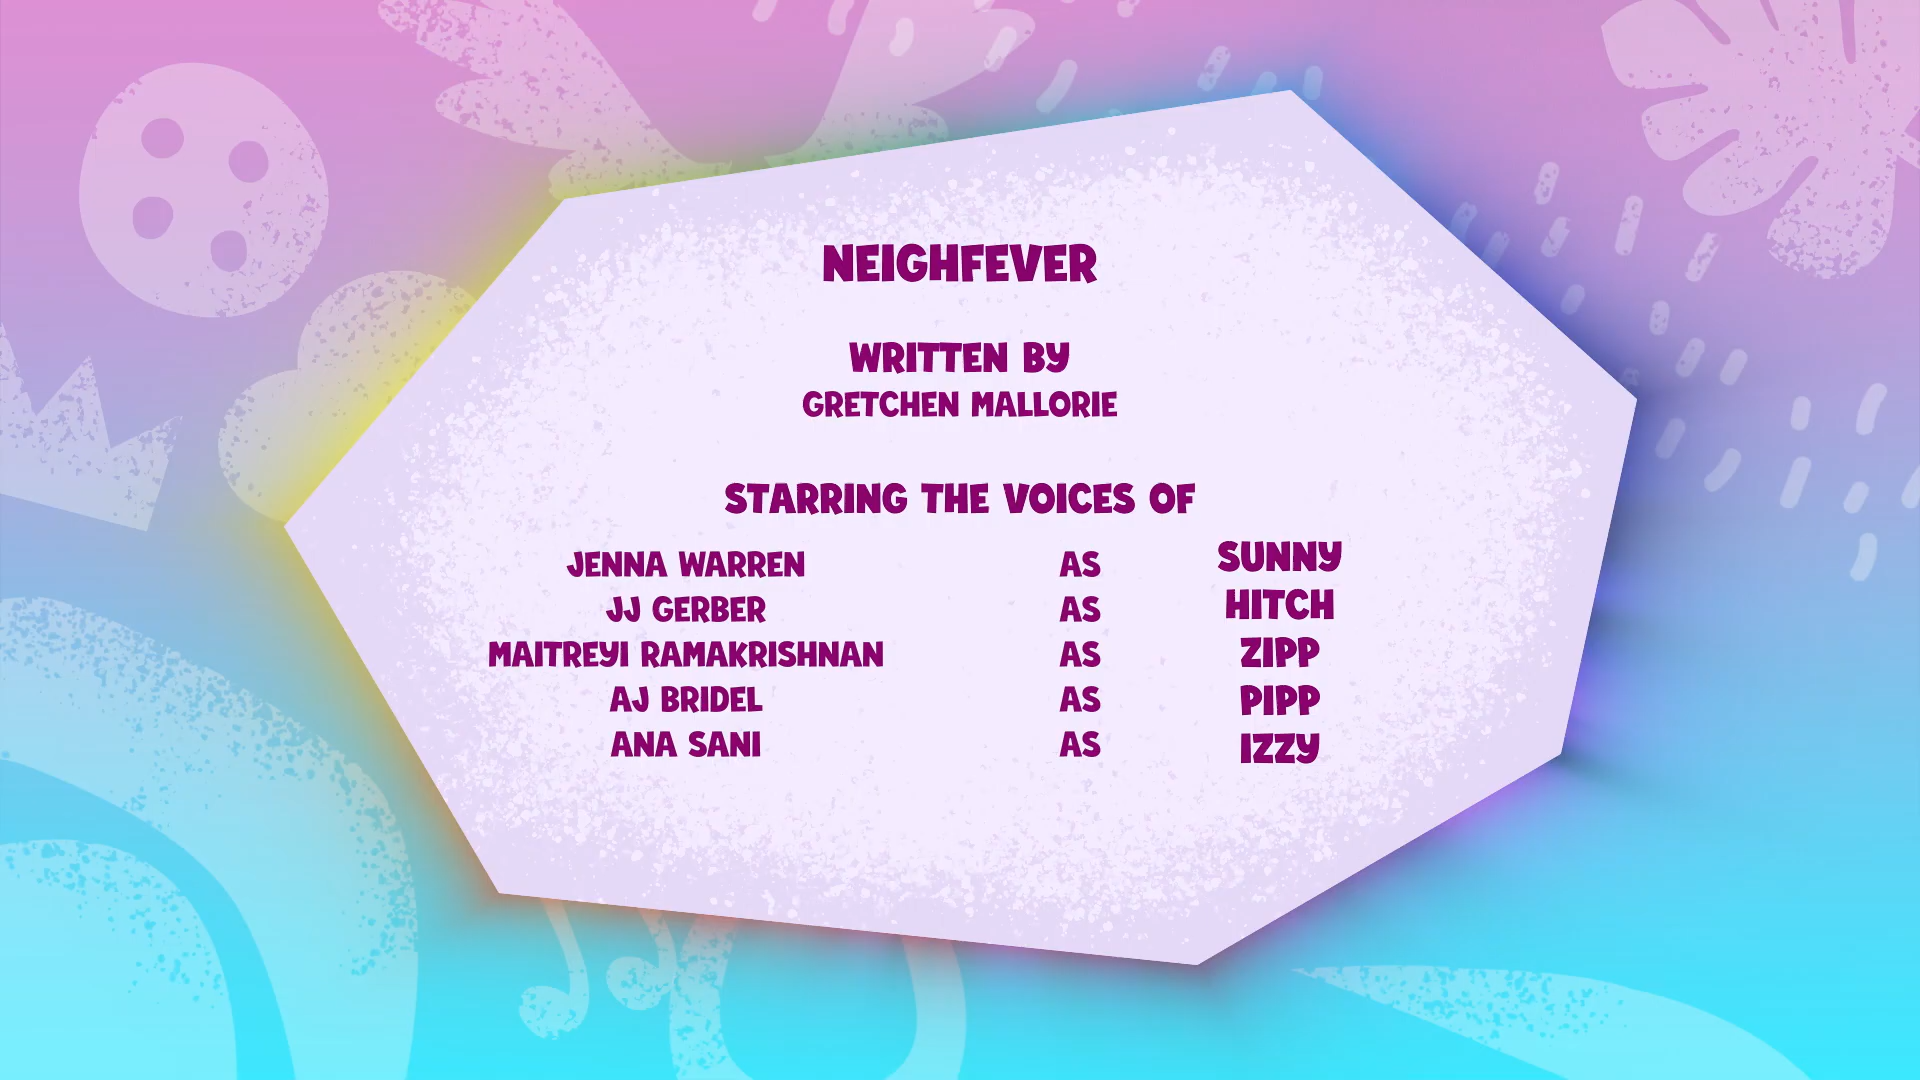 NEIGHFEVER
WRITTEN BY
GRETCHEN MALLORIE
STARRING THE VOICES OF
JENNA WARREN AS SUNNY
JJ GERBER AS HITCH
MAITREYI RAMAKRISHNAN AS ZIPP
AJ BRIDEL AS PIPP
ANA SANI AS IZZY